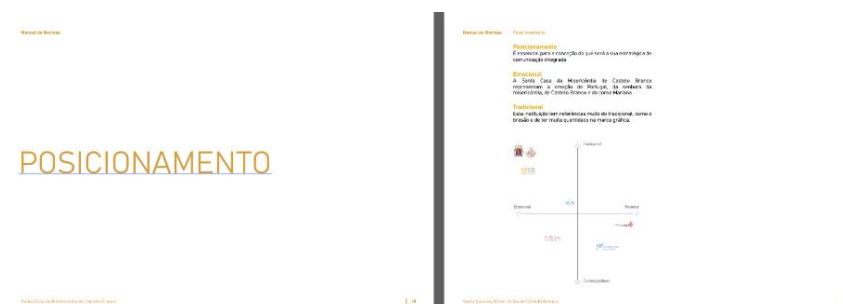 Manual de Normas
POSICIONAMENTO
Santa Casa da Misericórdia de Castelo Branco
Manual de Normas
Posicionamento
Posicionamento
É essencial para a conceção do que será a sua estratégica de
comunicação integrada
Emocional
A Santa Casa da Misericórdia de Castelo Branco
representam a emoção de Portugal, da senhora da
misericórdia, de Castelo Branco e da coroa Mariana.
Tradicional
Esta instituição tem referências muito do tradicional, como o
brasão e de ter muita quantidade na marca gráfica.
Tradicional
Emocional
Racional
Contemporâneo
Santa Casa da Misericórdia de Castelo Branco